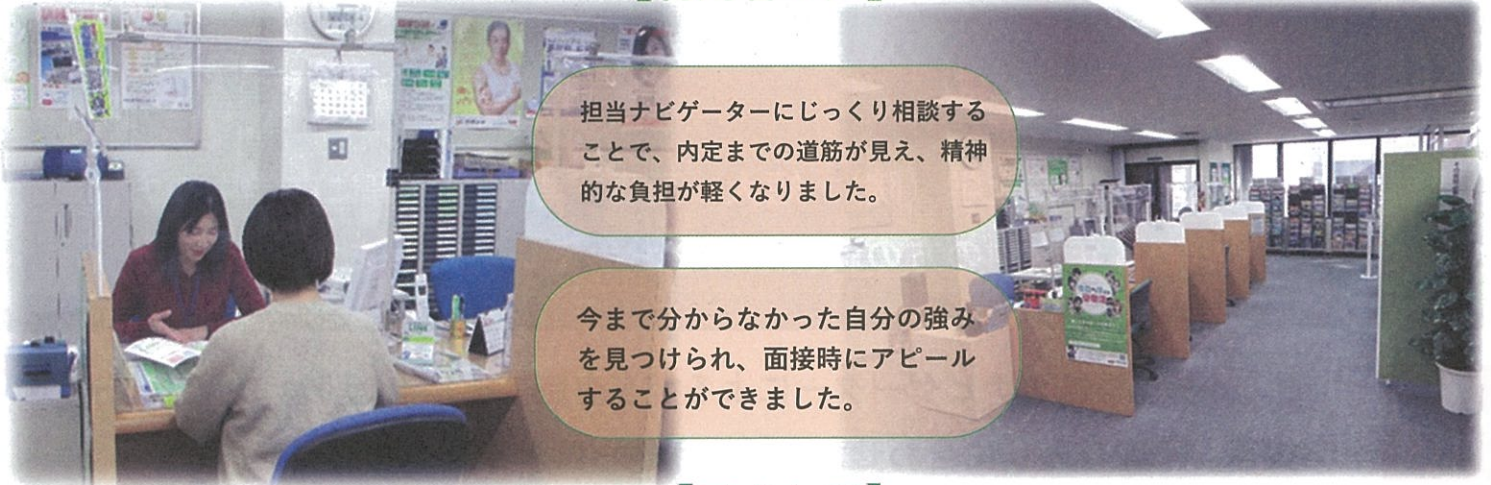 担当ナビゲーターにじっくり相談する
ことで、内定までの道筋が見え、精神
的な負担が軽くなりました。
今まで分からなかった自分の強み
を見つけられ、面接時にアピール
することができました。